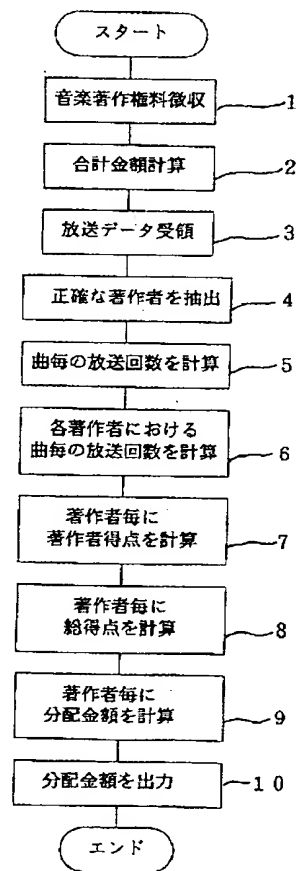 スタート
音楽著作権料徴収
1
合計金額計算
2
放送データ受領
3
正確な著作者を抽出
4
曲毎の放送回数を計算
5
各著作者における
曲毎の放送回数を計算
6
著作者毎に
著作者得点を計算
7
著作者毎に
総得点を計算
8
著作者毎に
分配金額を計算
9
分配金額を出力
10
エンド